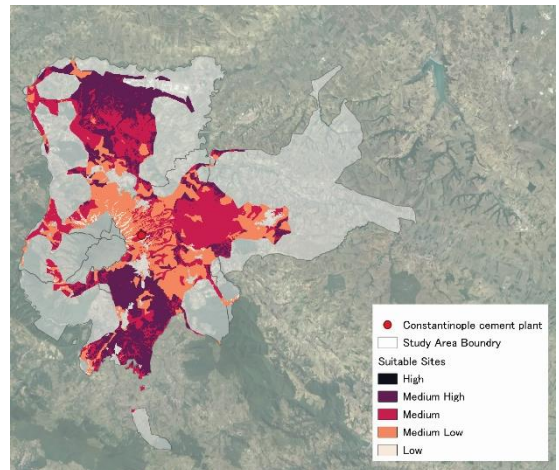 Constantinople cement plant
Study Area Boundry
Suitable Sites
High
Medium High
Medium
Medium Low
Low